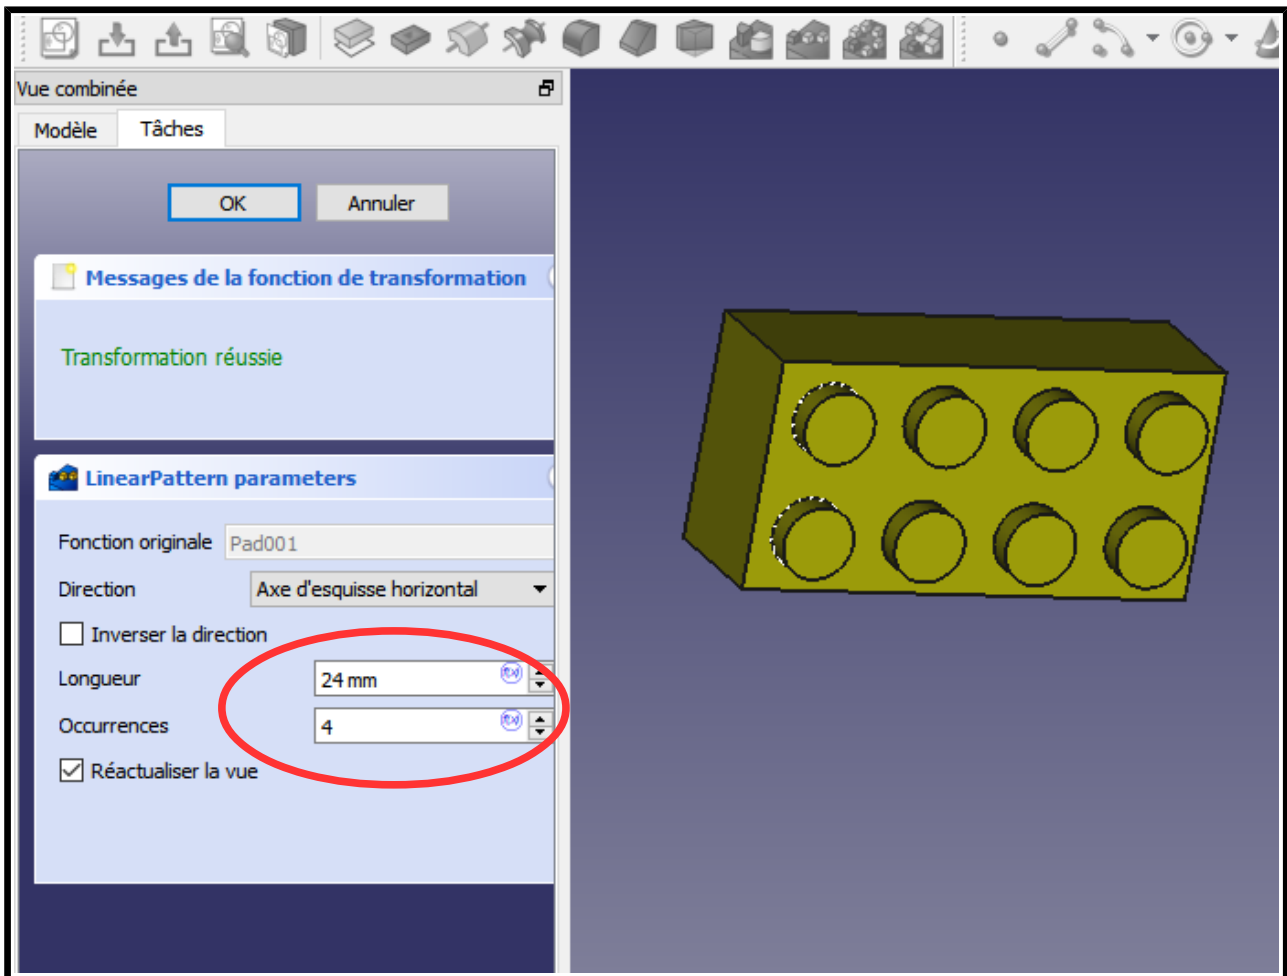 Vue combinée
Modèle Tâches
OK Annuler
Messages de la fonction de transformation
Transformation réussie
LinearPattern parameters
Fonction originale Pad001
Direction Axe d'esquisse horizontal
Inverser la direction
Longueur 24 mm
Occurrences 4
Réactualiser la vue